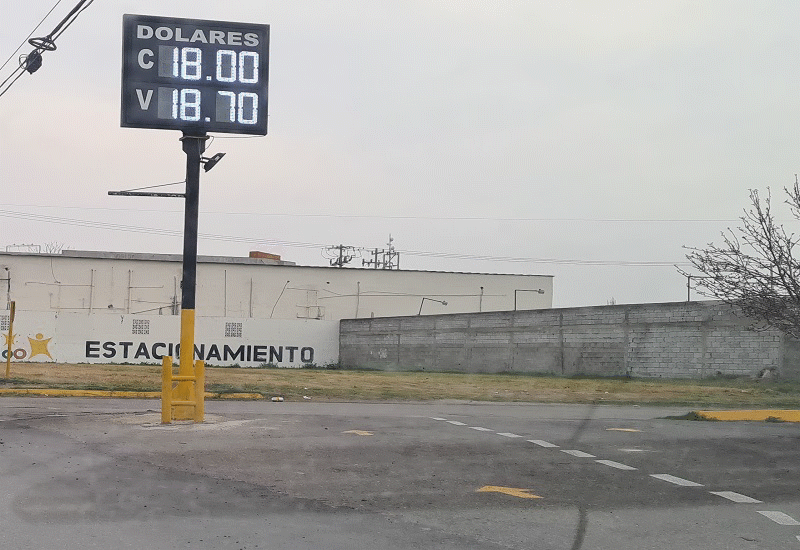 DOLARES
C 18.00
V 18.70
ESTACIONAMIENTO